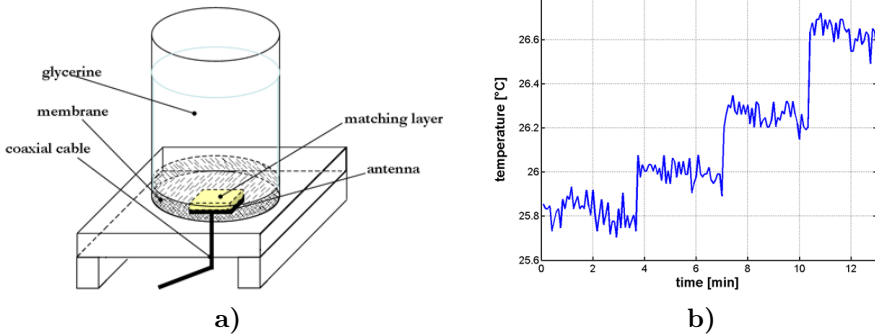 glycerine
membrane
coaxial cable
matching layer
antenna
a)
temperature [°C]
26.6
26.4
26.2
26
25.8
25.6
0
2
4
6
8
10
12
time [min]
b)